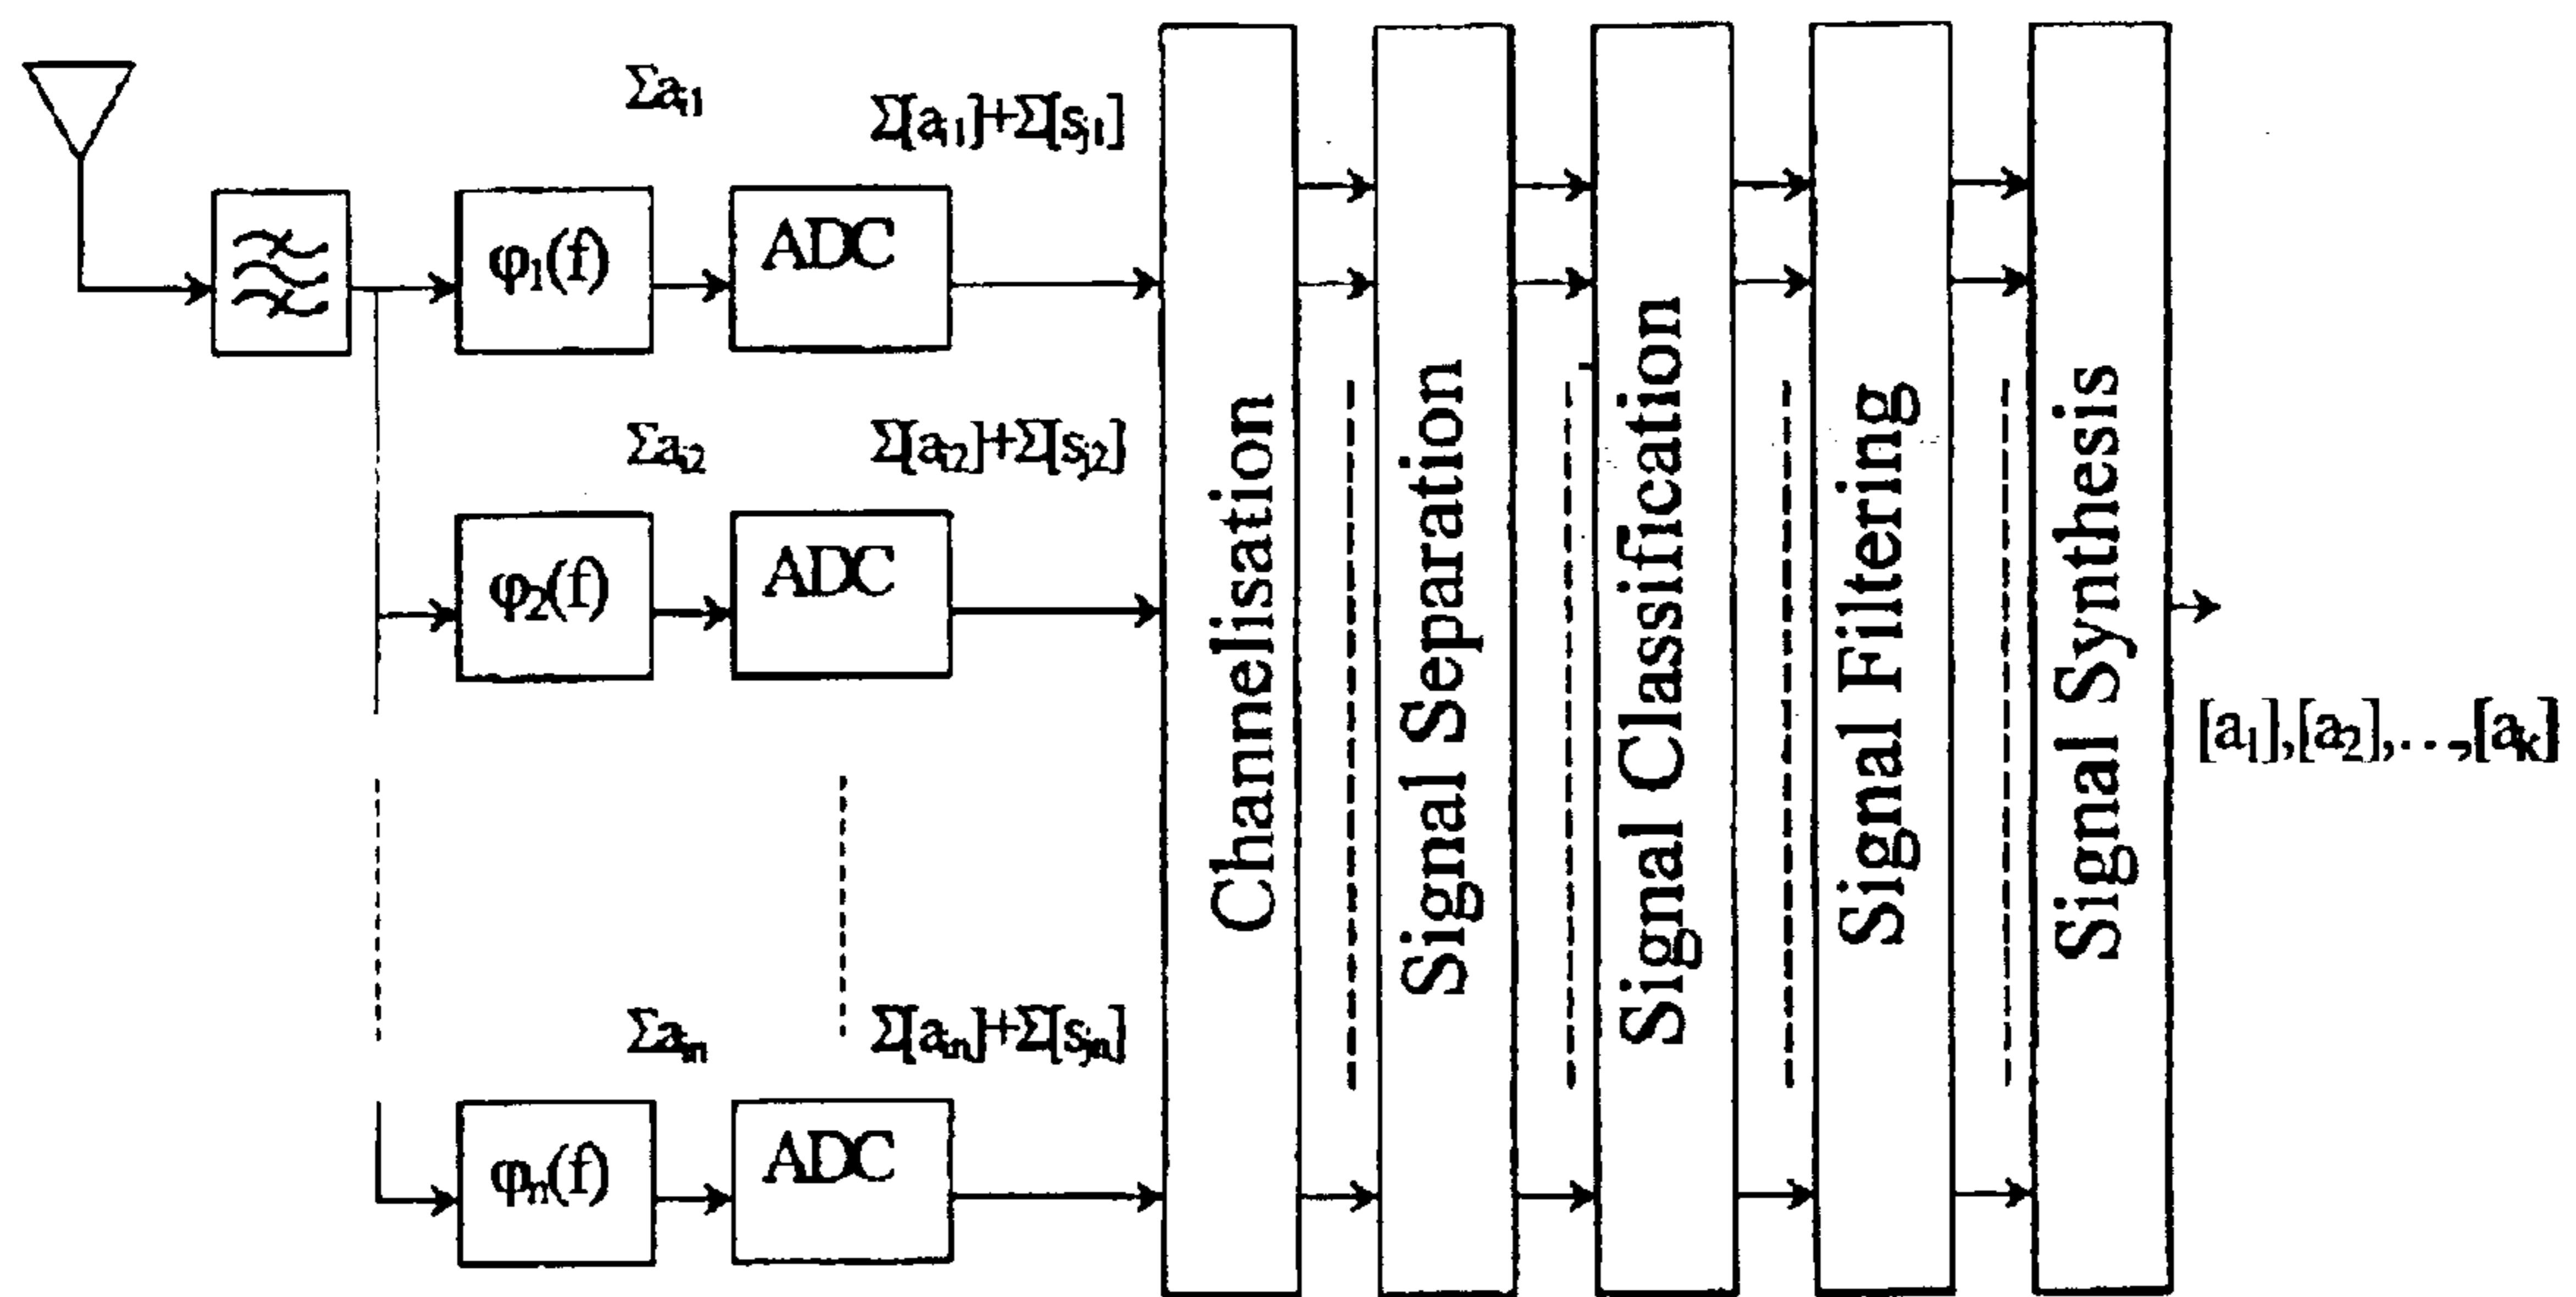 Σa_i1
Σ[a_i1]+Σ[s_j1]
φ₁(f)
ADC
Σa_i2
Σ[a_i2]+Σ[s_j2]
φ₂(f)
ADC
Σa_in
Σ[a_in]+Σ[s_jn]
φₙ(f)
ADC
Channelisation
Signal Separation
Signal Classification
Signal Filtering
Signal Synthesis
[a₁],[a₂],...,[aₖ]